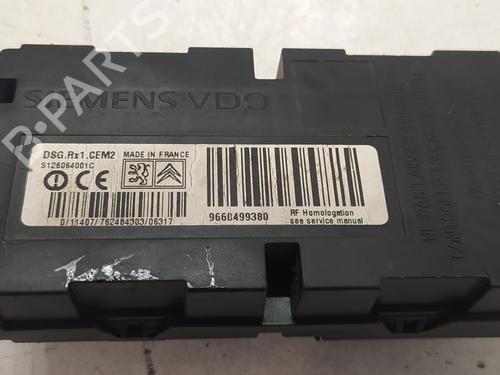 B-PARTS
SIEMENS VDO
DSG.Rx1.CEM2
MADE IN FRANCE
S126064001C
CE
9660499380
RF Homologation
see service manual
D/11407/762484303/06317